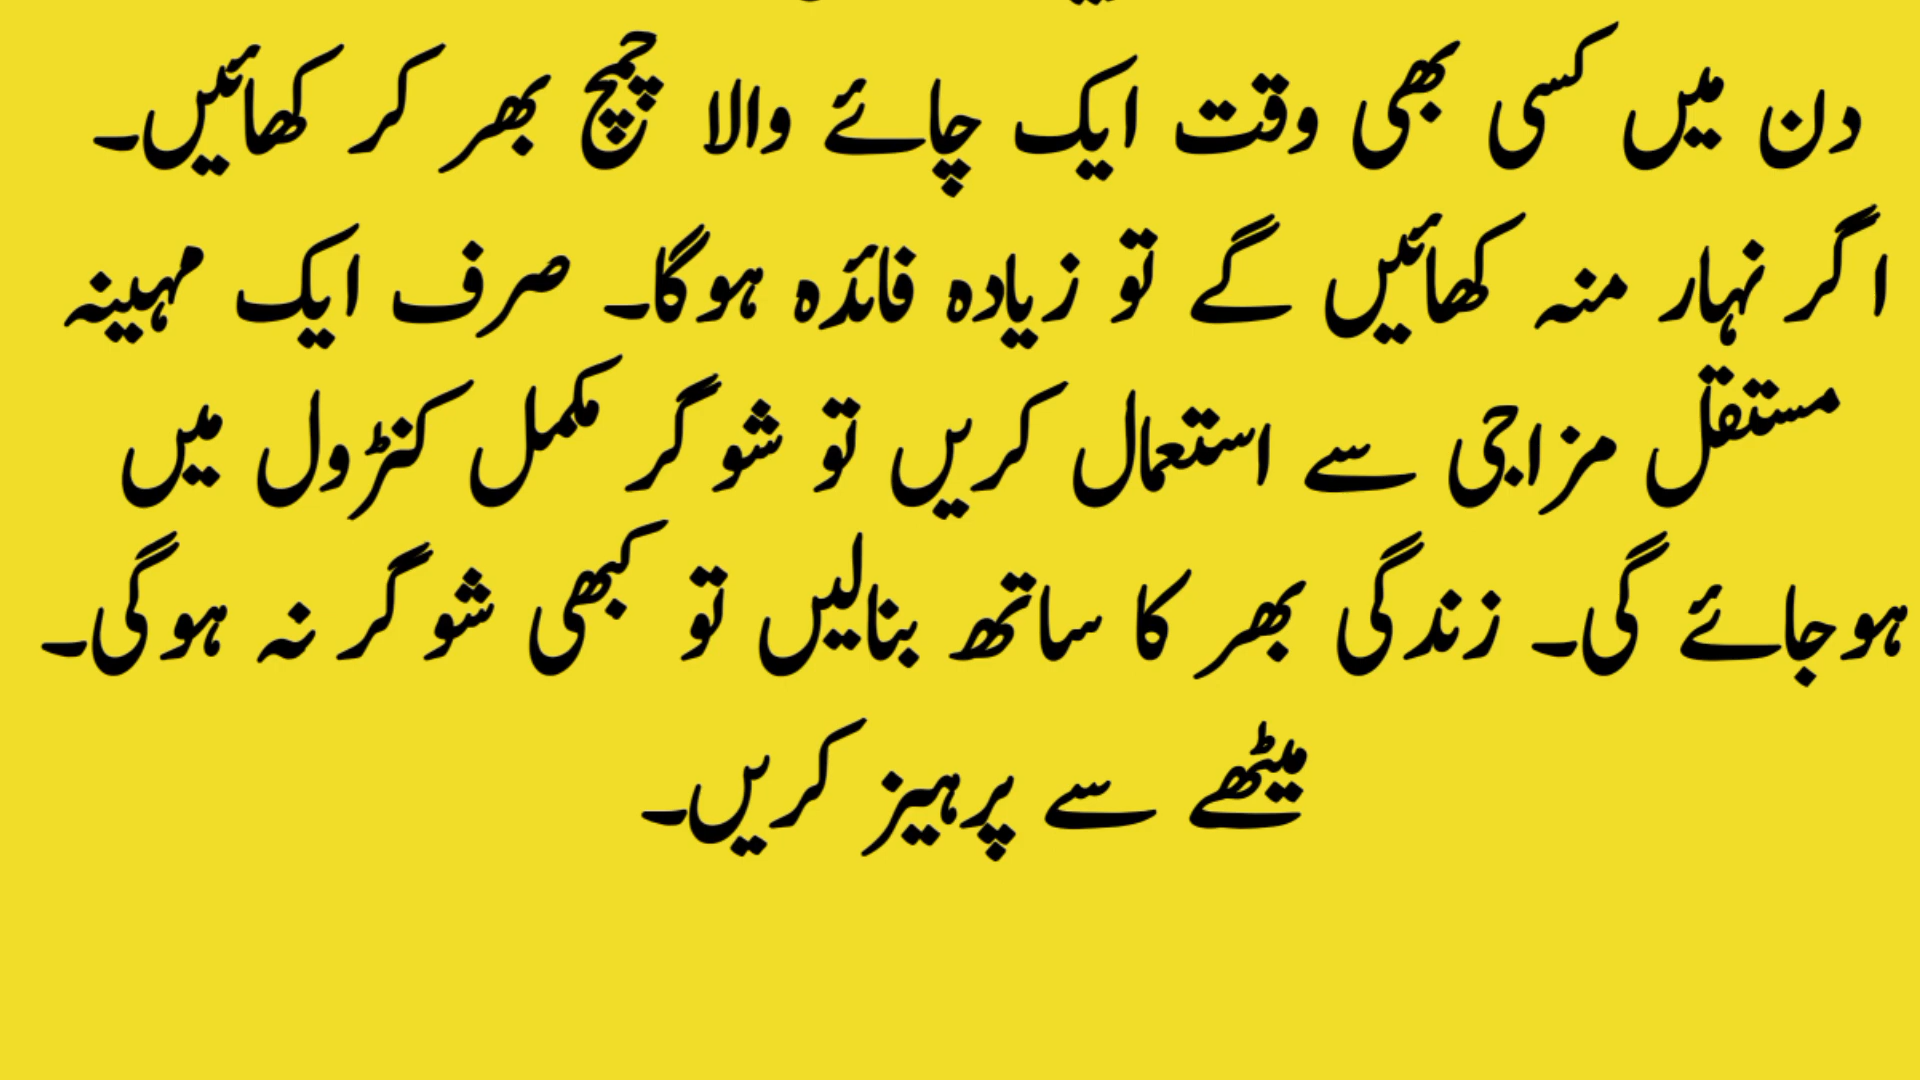 دن میں کسی بھی وقت ایک چائے والا چمچ بھر کر کھائیں۔
اگر نہار منہ کھائیں گے تو زیادہ فائدہ ہوگا۔ صرف ایک مہینہ
مستقل مزاجی سے استعمال کریں تو شوگر مکمل کنٹرول میں
ہوجائے گی۔ زندگی بھر کا ساتھ بنالیں تو کبھی شوگر نہ ہوگی۔
میٹھے سے پرہیز کریں۔